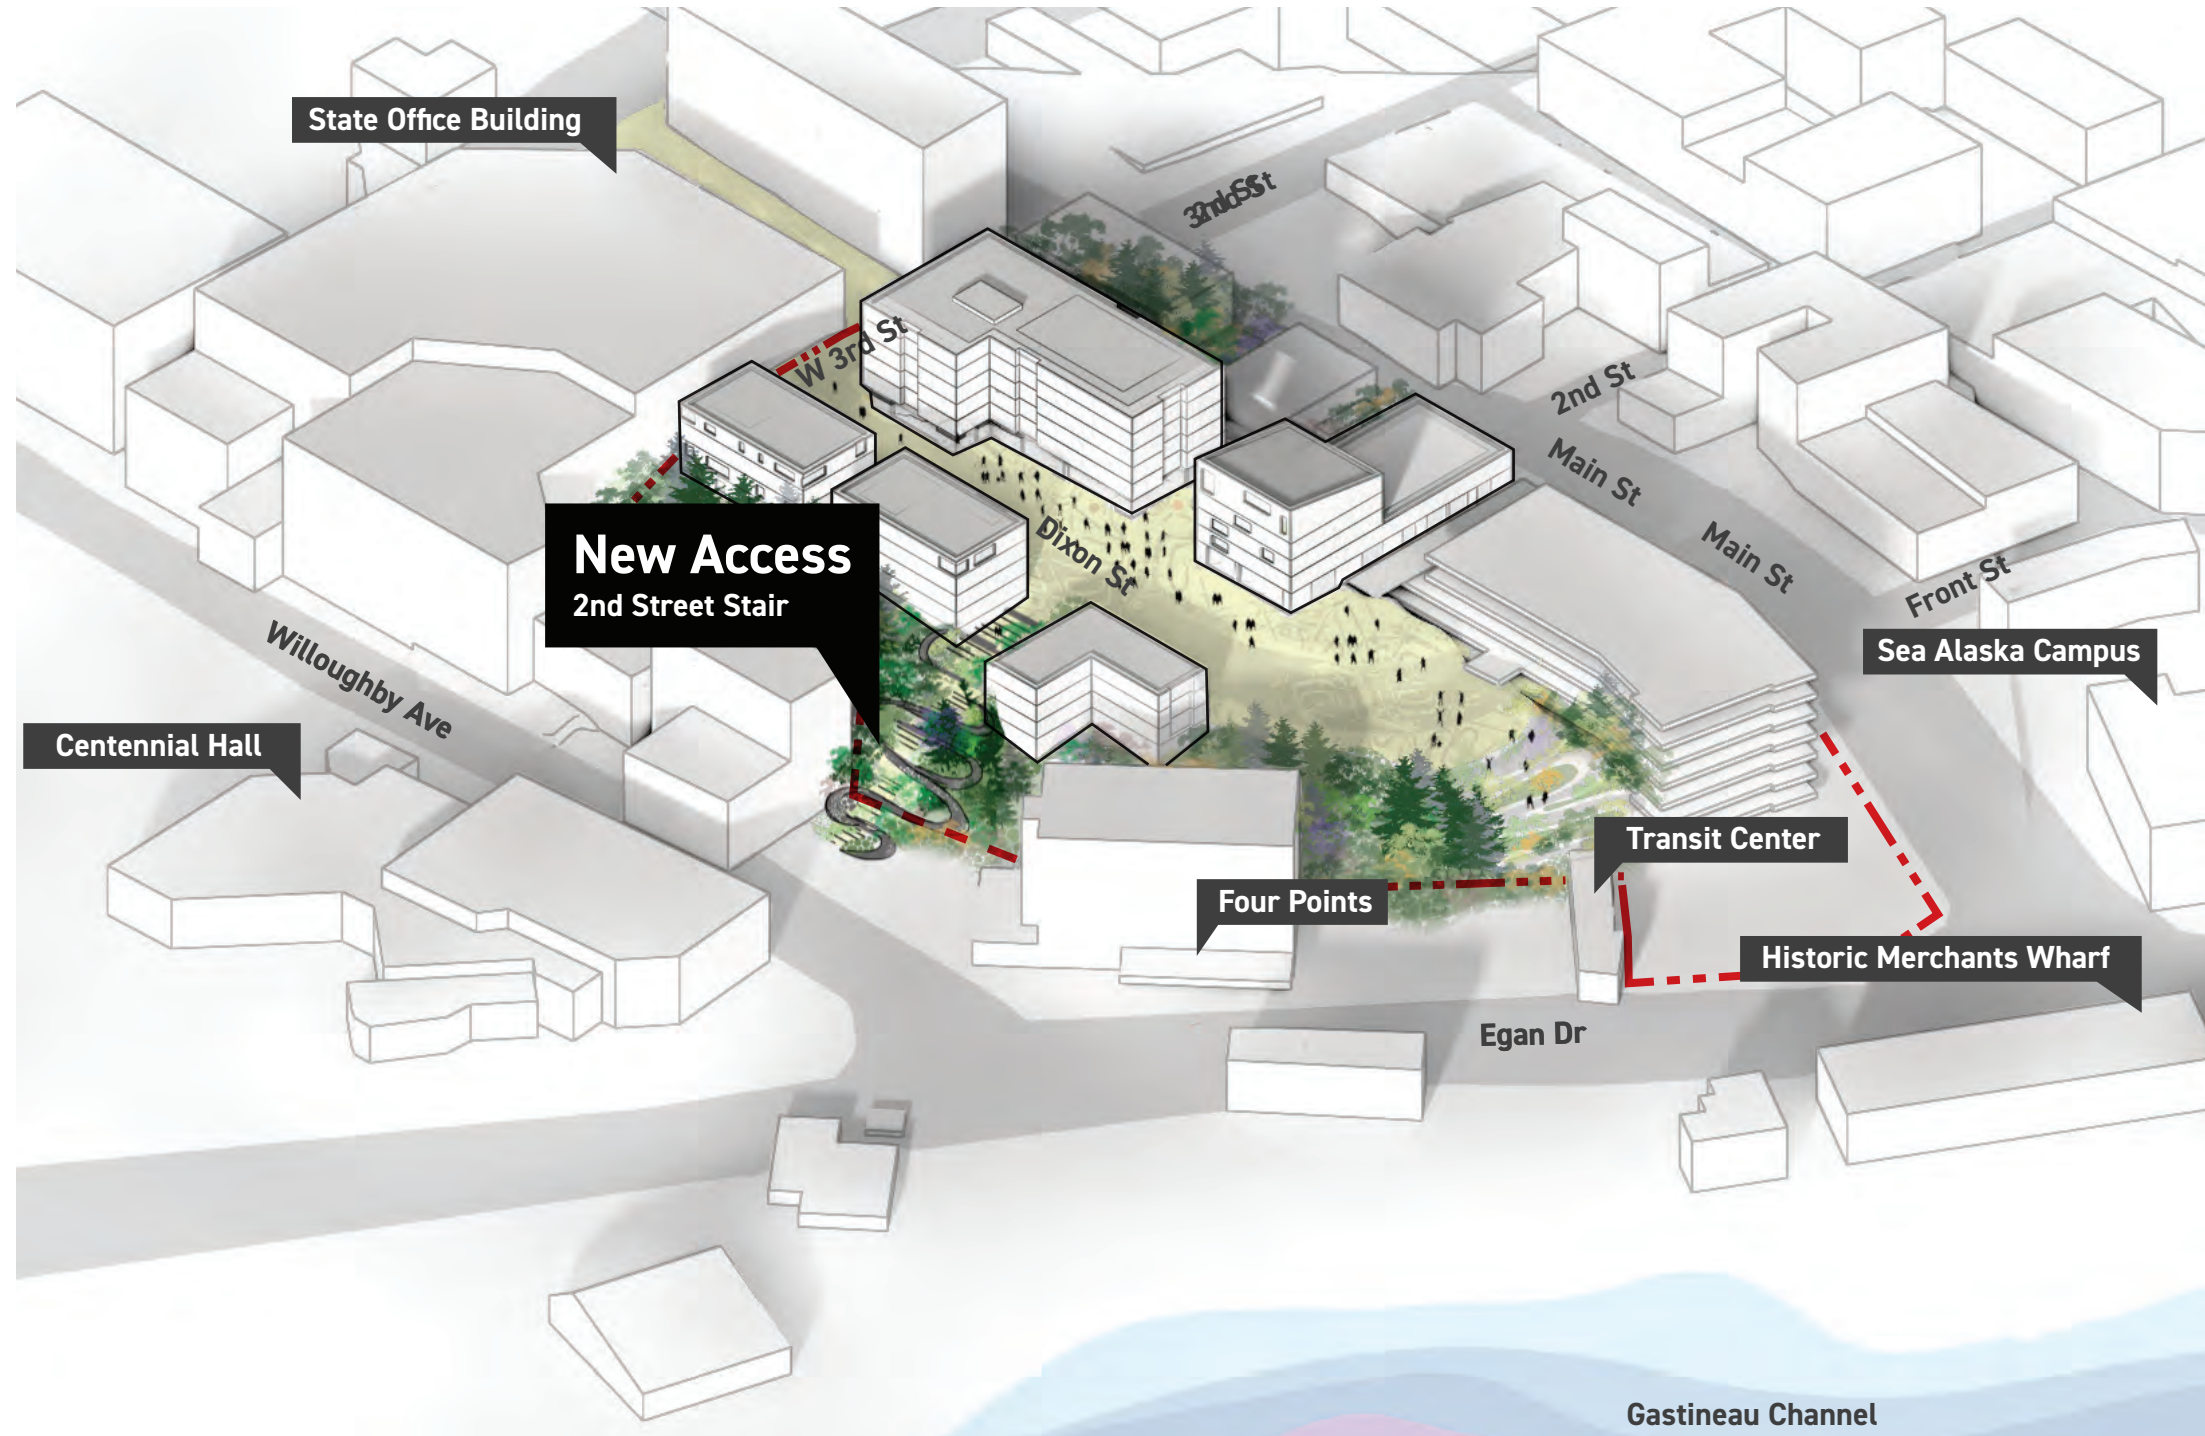 State Office Building
2nd St
W 3rd St
2nd St
Main St
Main St
Front St
Dixon St
New Access
2nd Street Stair
Sea Alaska Campus
Willoughby Ave
Centennial Hall
Transit Center
Four Points
Historic Merchants Wharf
Egan Dr
Gastineau Channel